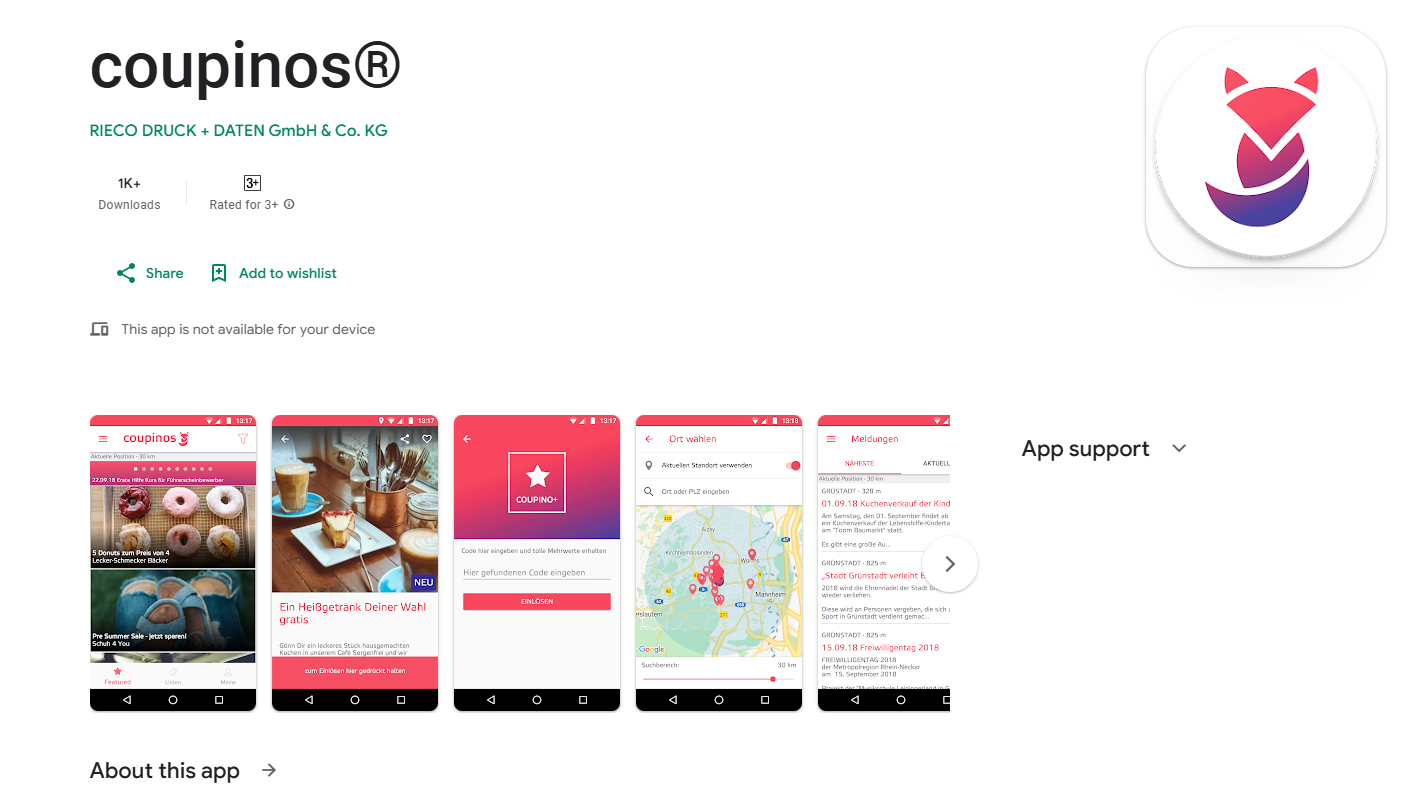 coupinos®
RIECO DRUCK + DATEN GmbH & Co. KG
1K+
Downloads
3+
Rated for 3+
Share
Add to wishlist
This app is not available for your device
13:17
coupinos
Aktuelle Position - 30 km
22.09.18 Erste Hilfe Kurs für Führerscheinbewerber
5 Donuts zum Preis von 4
Lecker-Schmecker Bäcker
Pre Summer Sale - jetzt sparen!
Schuh 4 You
Featured
Listen
Meine
13:17
NEU
Ein Heißgetränk Deiner Wahl
gratis
Gönn Dir ein leckeres Stück hausgemachten
Kuchen in unserem Café Sorgenfrei und wir
zum Einlösen hier gedrückt halten
13:17
COUPINO+
Code hier eingeben und tolle Mehrwerte erhalten
Hier gefundenen Code eingeben
EINLÖSEN
13:18
Ort wählen
Aktuellen Standort verwenden
Ort oder PLZ eingeben
Alzey
Kirchheimbolanden
Worms
Mannheim
erslautern
Google
Suchbereich:
30 km
Meldungen
NÄHESTE
AKTUELL
Aktuelle Position - 30 km
GRÜNSTADT - 328 m
01.09.18 Kuchenverkauf der Kind
Am Samstag, den 01. September findet ab
ein Kuchenverkauf der Lebenshilfe-Kinderta
am "Toom Baumarkt" statt.
Es gibt eine große Au...
GRÜNSTADT - 825 m
„Stadt Grünstadt verleiht E
2018 wird die Ehrennadel der Stadt Gr
wieder verliehen.
Diese wird an Personen vergeben, die sich
Sport in Grünstadt verdient gemac...
GRÜNSTADT - 825 m
15.09.18 Freiwilligentag 2018
FREIWILLIGENTAG 2018
der Metropolregion Rhein-Neckar
am 15. September 2018
App support
About this app